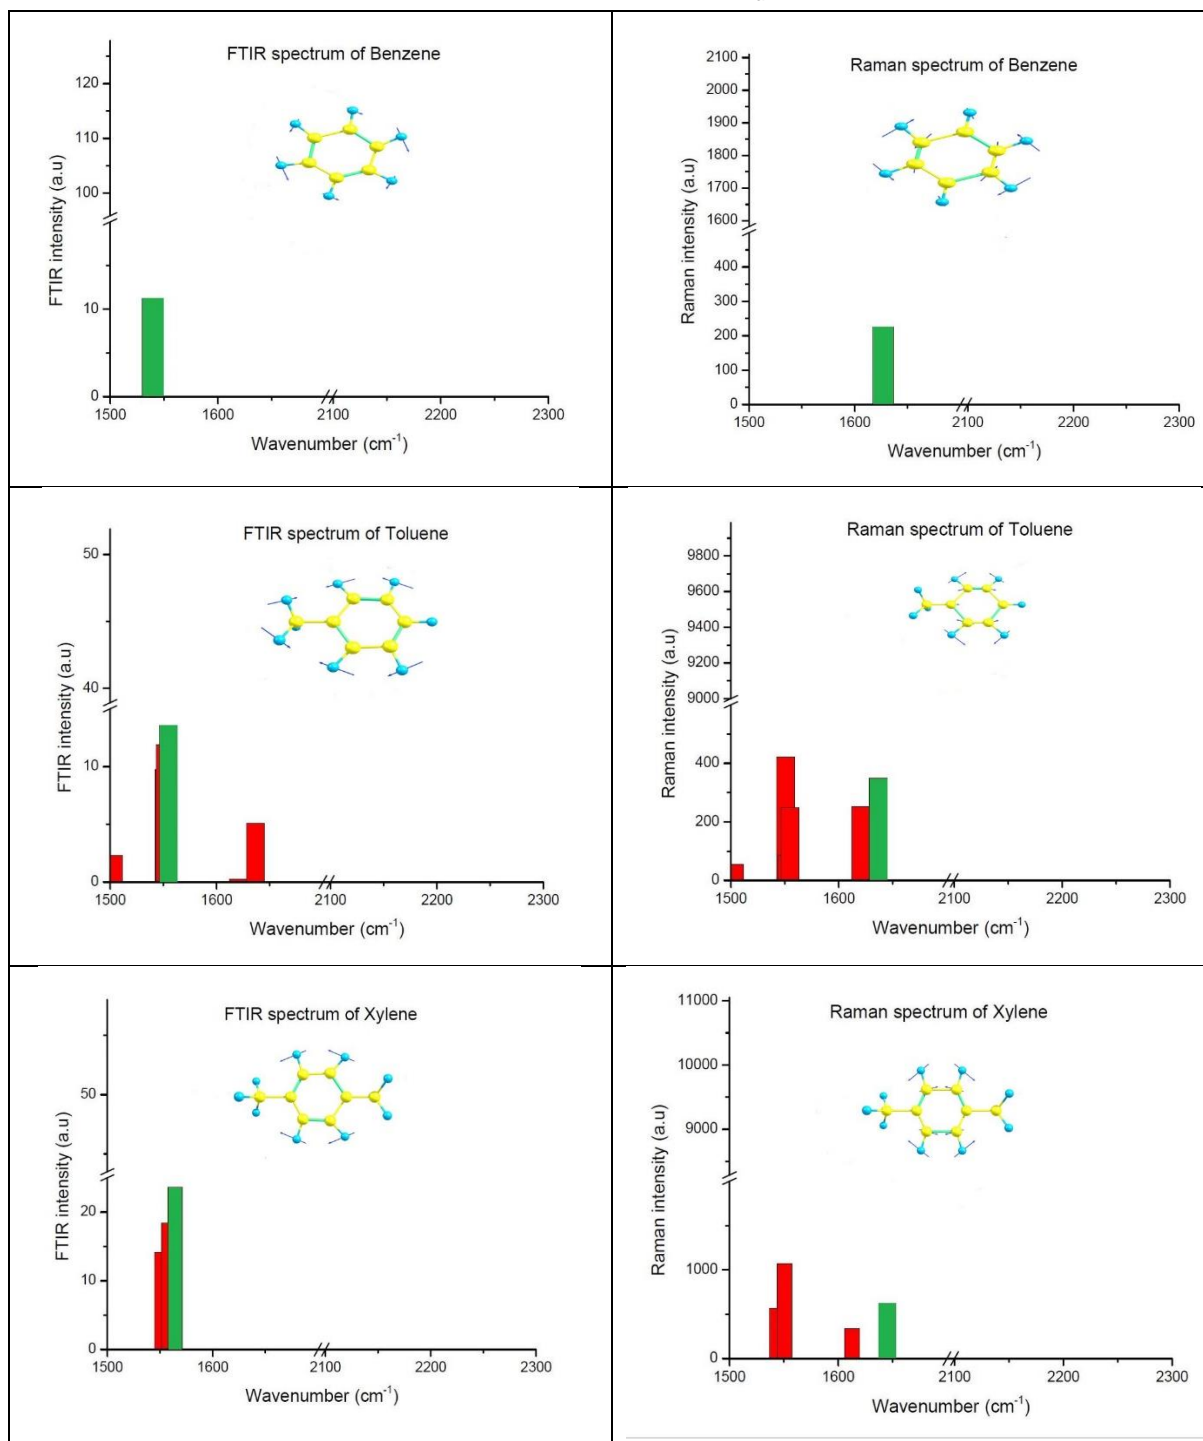 FTIR spectrum of Benzene
120
110
100
10
0
FTIR intensity (a.u)
1500 1600 2100 2200 2300
Wavenumber (cm⁻¹)
Raman spectrum of Benzene
2100
2000
1900
1800
1700
1600
400
300
200
100
0
Raman intensity (a.u)
1500 1600 2100 2200 2300
Wavenumber (cm⁻¹)
FTIR spectrum of Toluene
50
40
10
0
FTIR intensity (a.u)
1500 1600 2100 2200 2300
Wavenumber (cm⁻¹)
Raman spectrum of Toluene
9800
9600
9400
9200
9000
400
200
0
Raman intensity (a.u)
1500 1600 2100 2200 2300
Wavenumber (cm⁻¹)
FTIR spectrum of Xylene
50
20
10
0
FTIR intensity (a.u)
1500 1600 2100 2200 2300
Wavenumber (cm⁻¹)
Raman spectrum of Xylene
11000
10000
9000
1000
0
Raman intensity (a.u)
1500 1600 2100 2200 2300
Wavenumber (cm⁻¹)